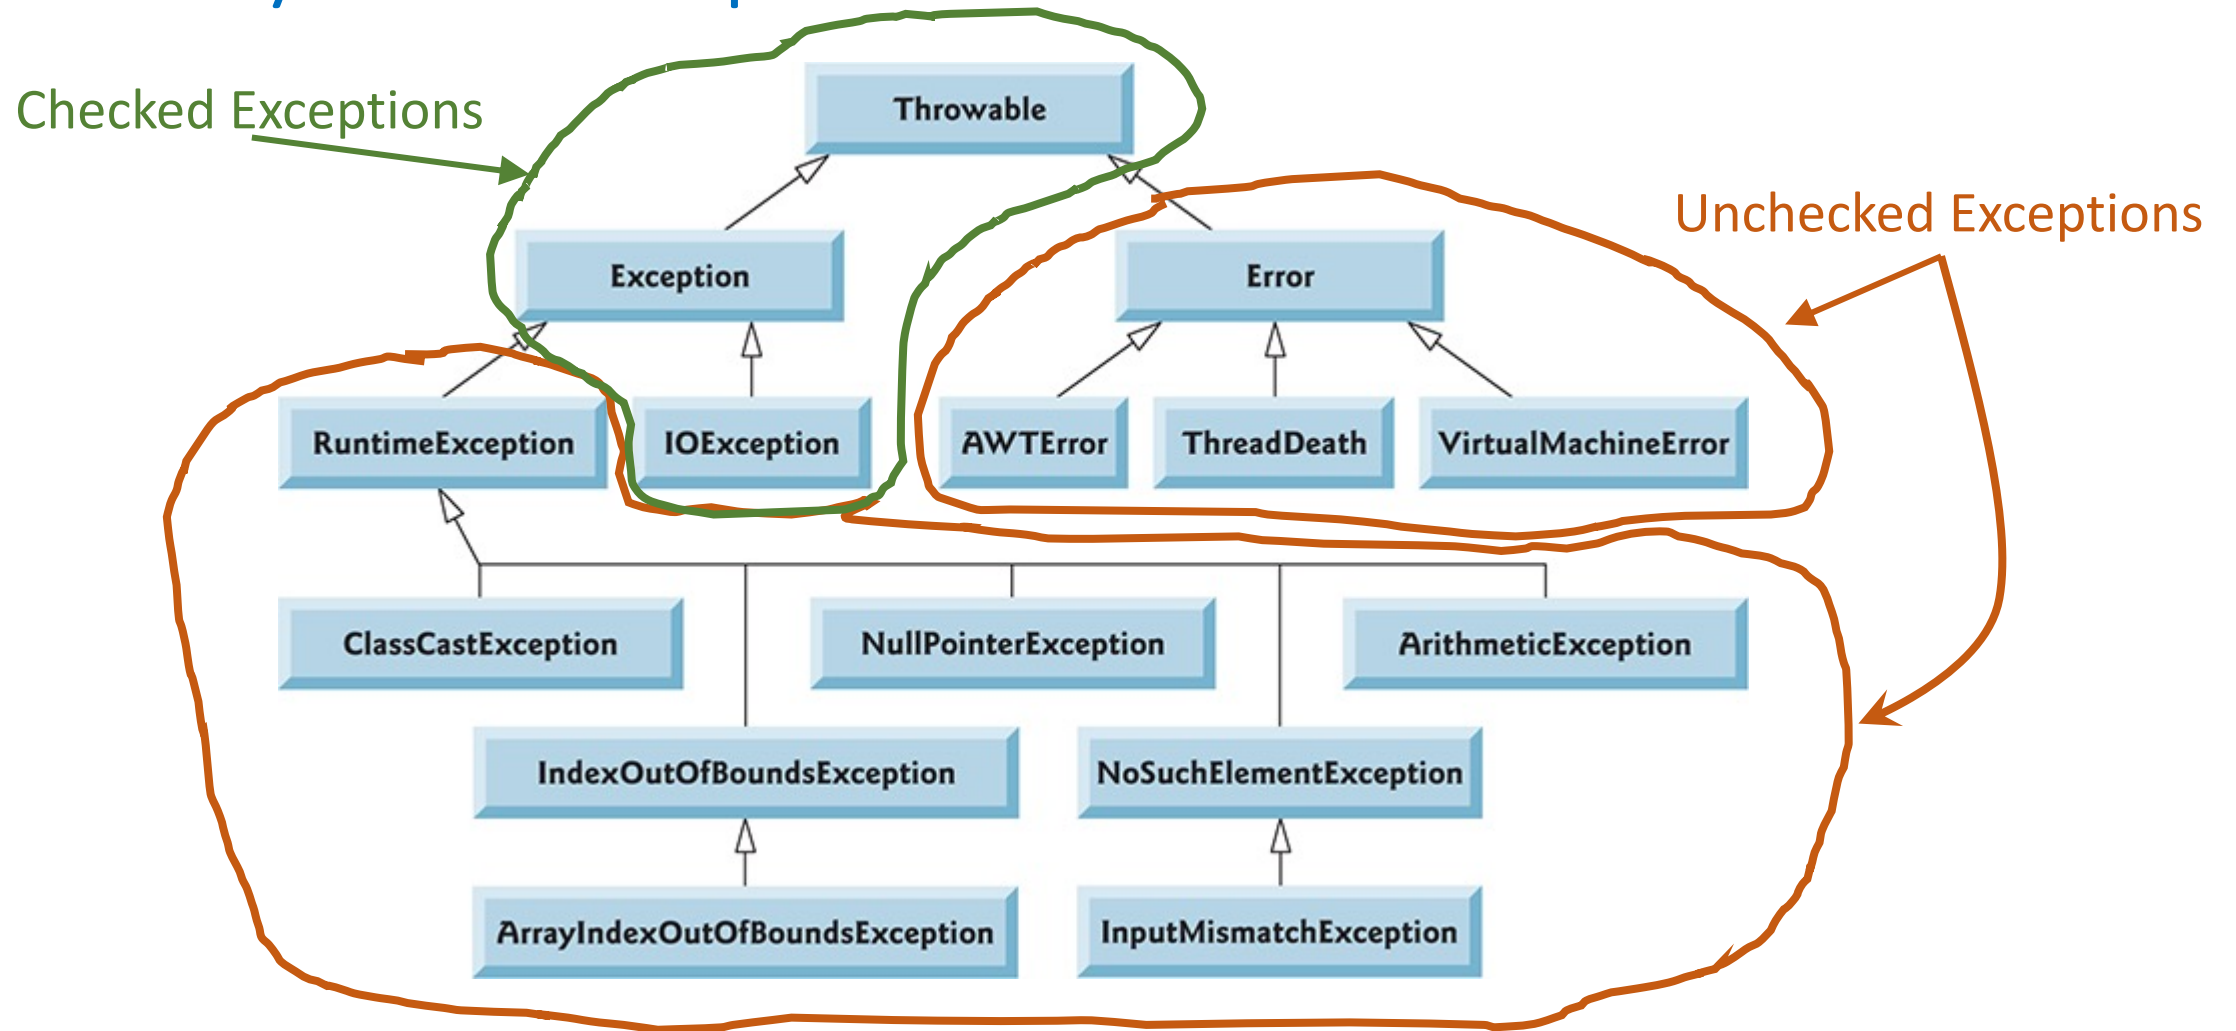 Checked Exceptions
Throwable
Unchecked Exceptions
Exception
Error
RuntimeException
IOException
AWTError
ThreadDeath
VirtualMachineError
ClassCastException
NullPointerException
ArithmeticException
IndexOutOfBoundsException
NoSuchElementException
ArrayIndexOutOfBoundsException
InputMismatchException